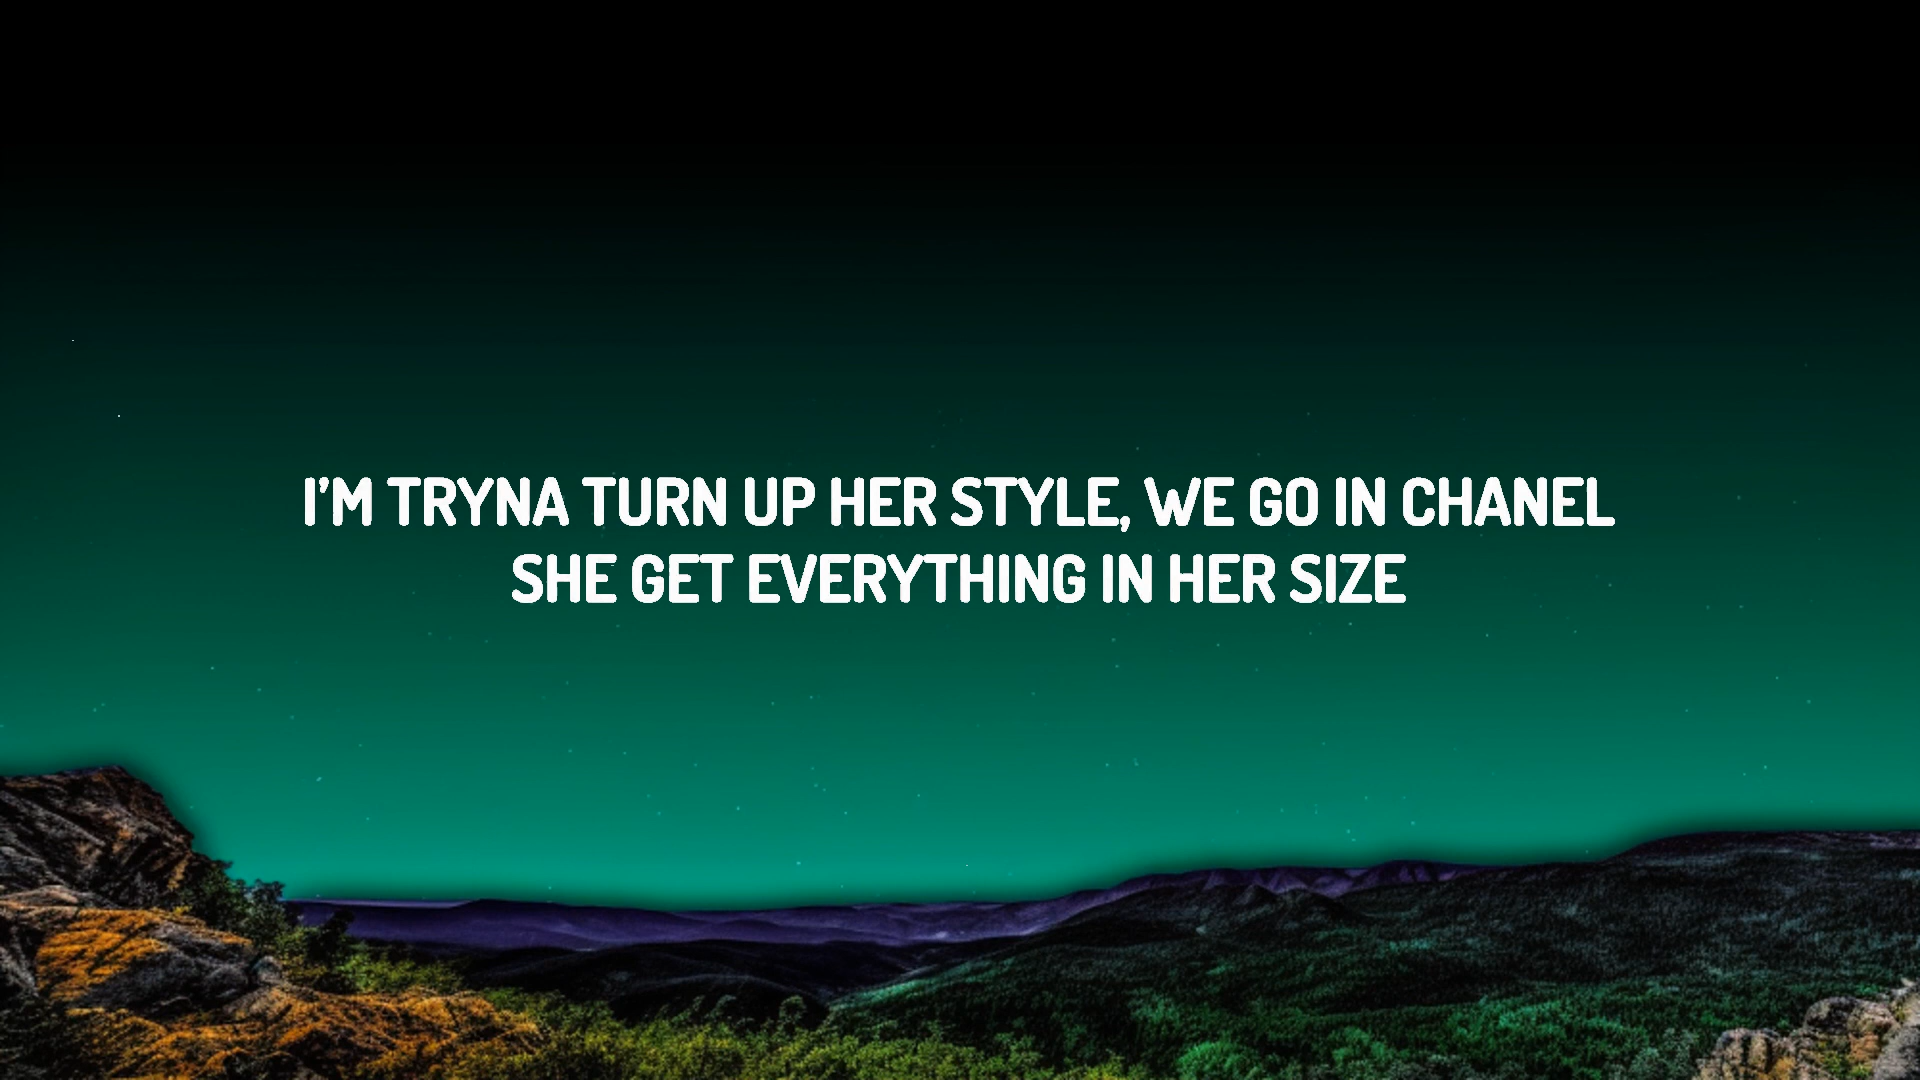 I'M TRYNA TURN UP HER STYLE, WE GO IN CHANEL
SHE GET EVERYTHING IN HER SIZE